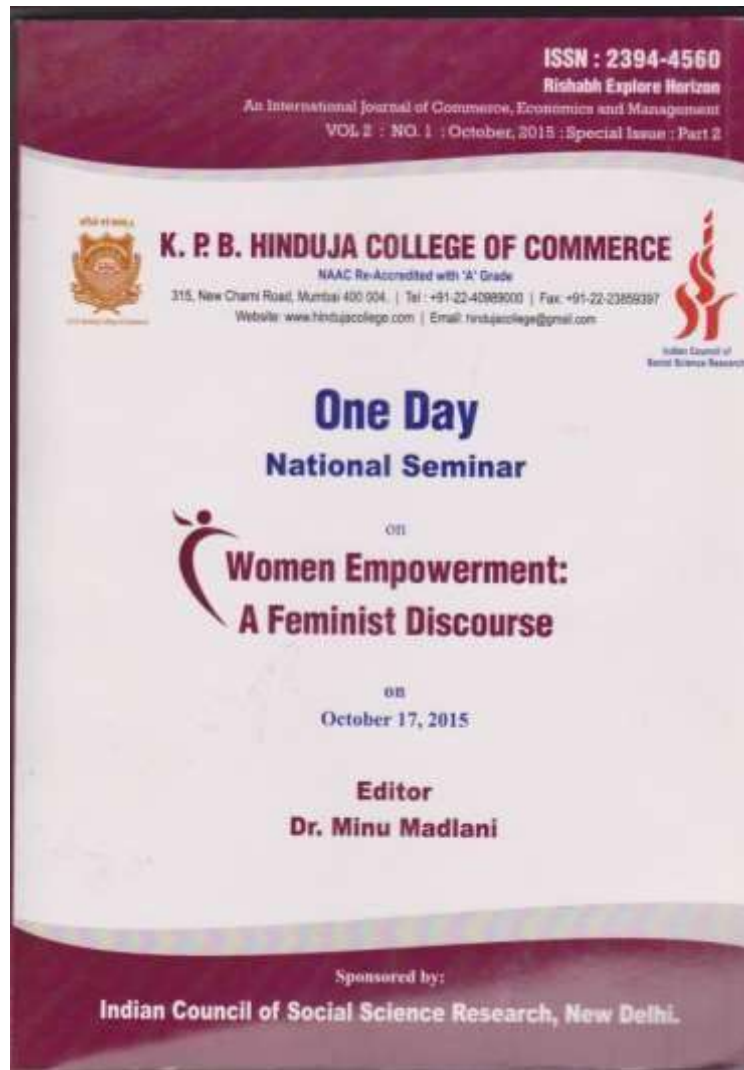 ISSN : 2394-4560
Rishabh Explore Horizon
An International Journal of Commerce, Economics and Management
VOL 2 : NO. 1 : October, 2015 : Special Issue : Part 2
K. P. B. HINDUJA COLLEGE OF COMMERCE
NAAC Re-Accredited with 'A' Grade
315, New Charni Road, Mumbai 400 004. | Tel : +91-22-40989000 | Fax: +91-22-23859397
Website: www.hindujacollege.com | Email: hindujacollege@gmail.com
Indian Council of
Social Science Research
One Day
National Seminar
on
Women Empowerment:
A Feminist Discourse
on
October 17, 2015
Editor
Dr. Minu Madlani
Sponsored by:
Indian Council of Social Science Research, New Delhi.